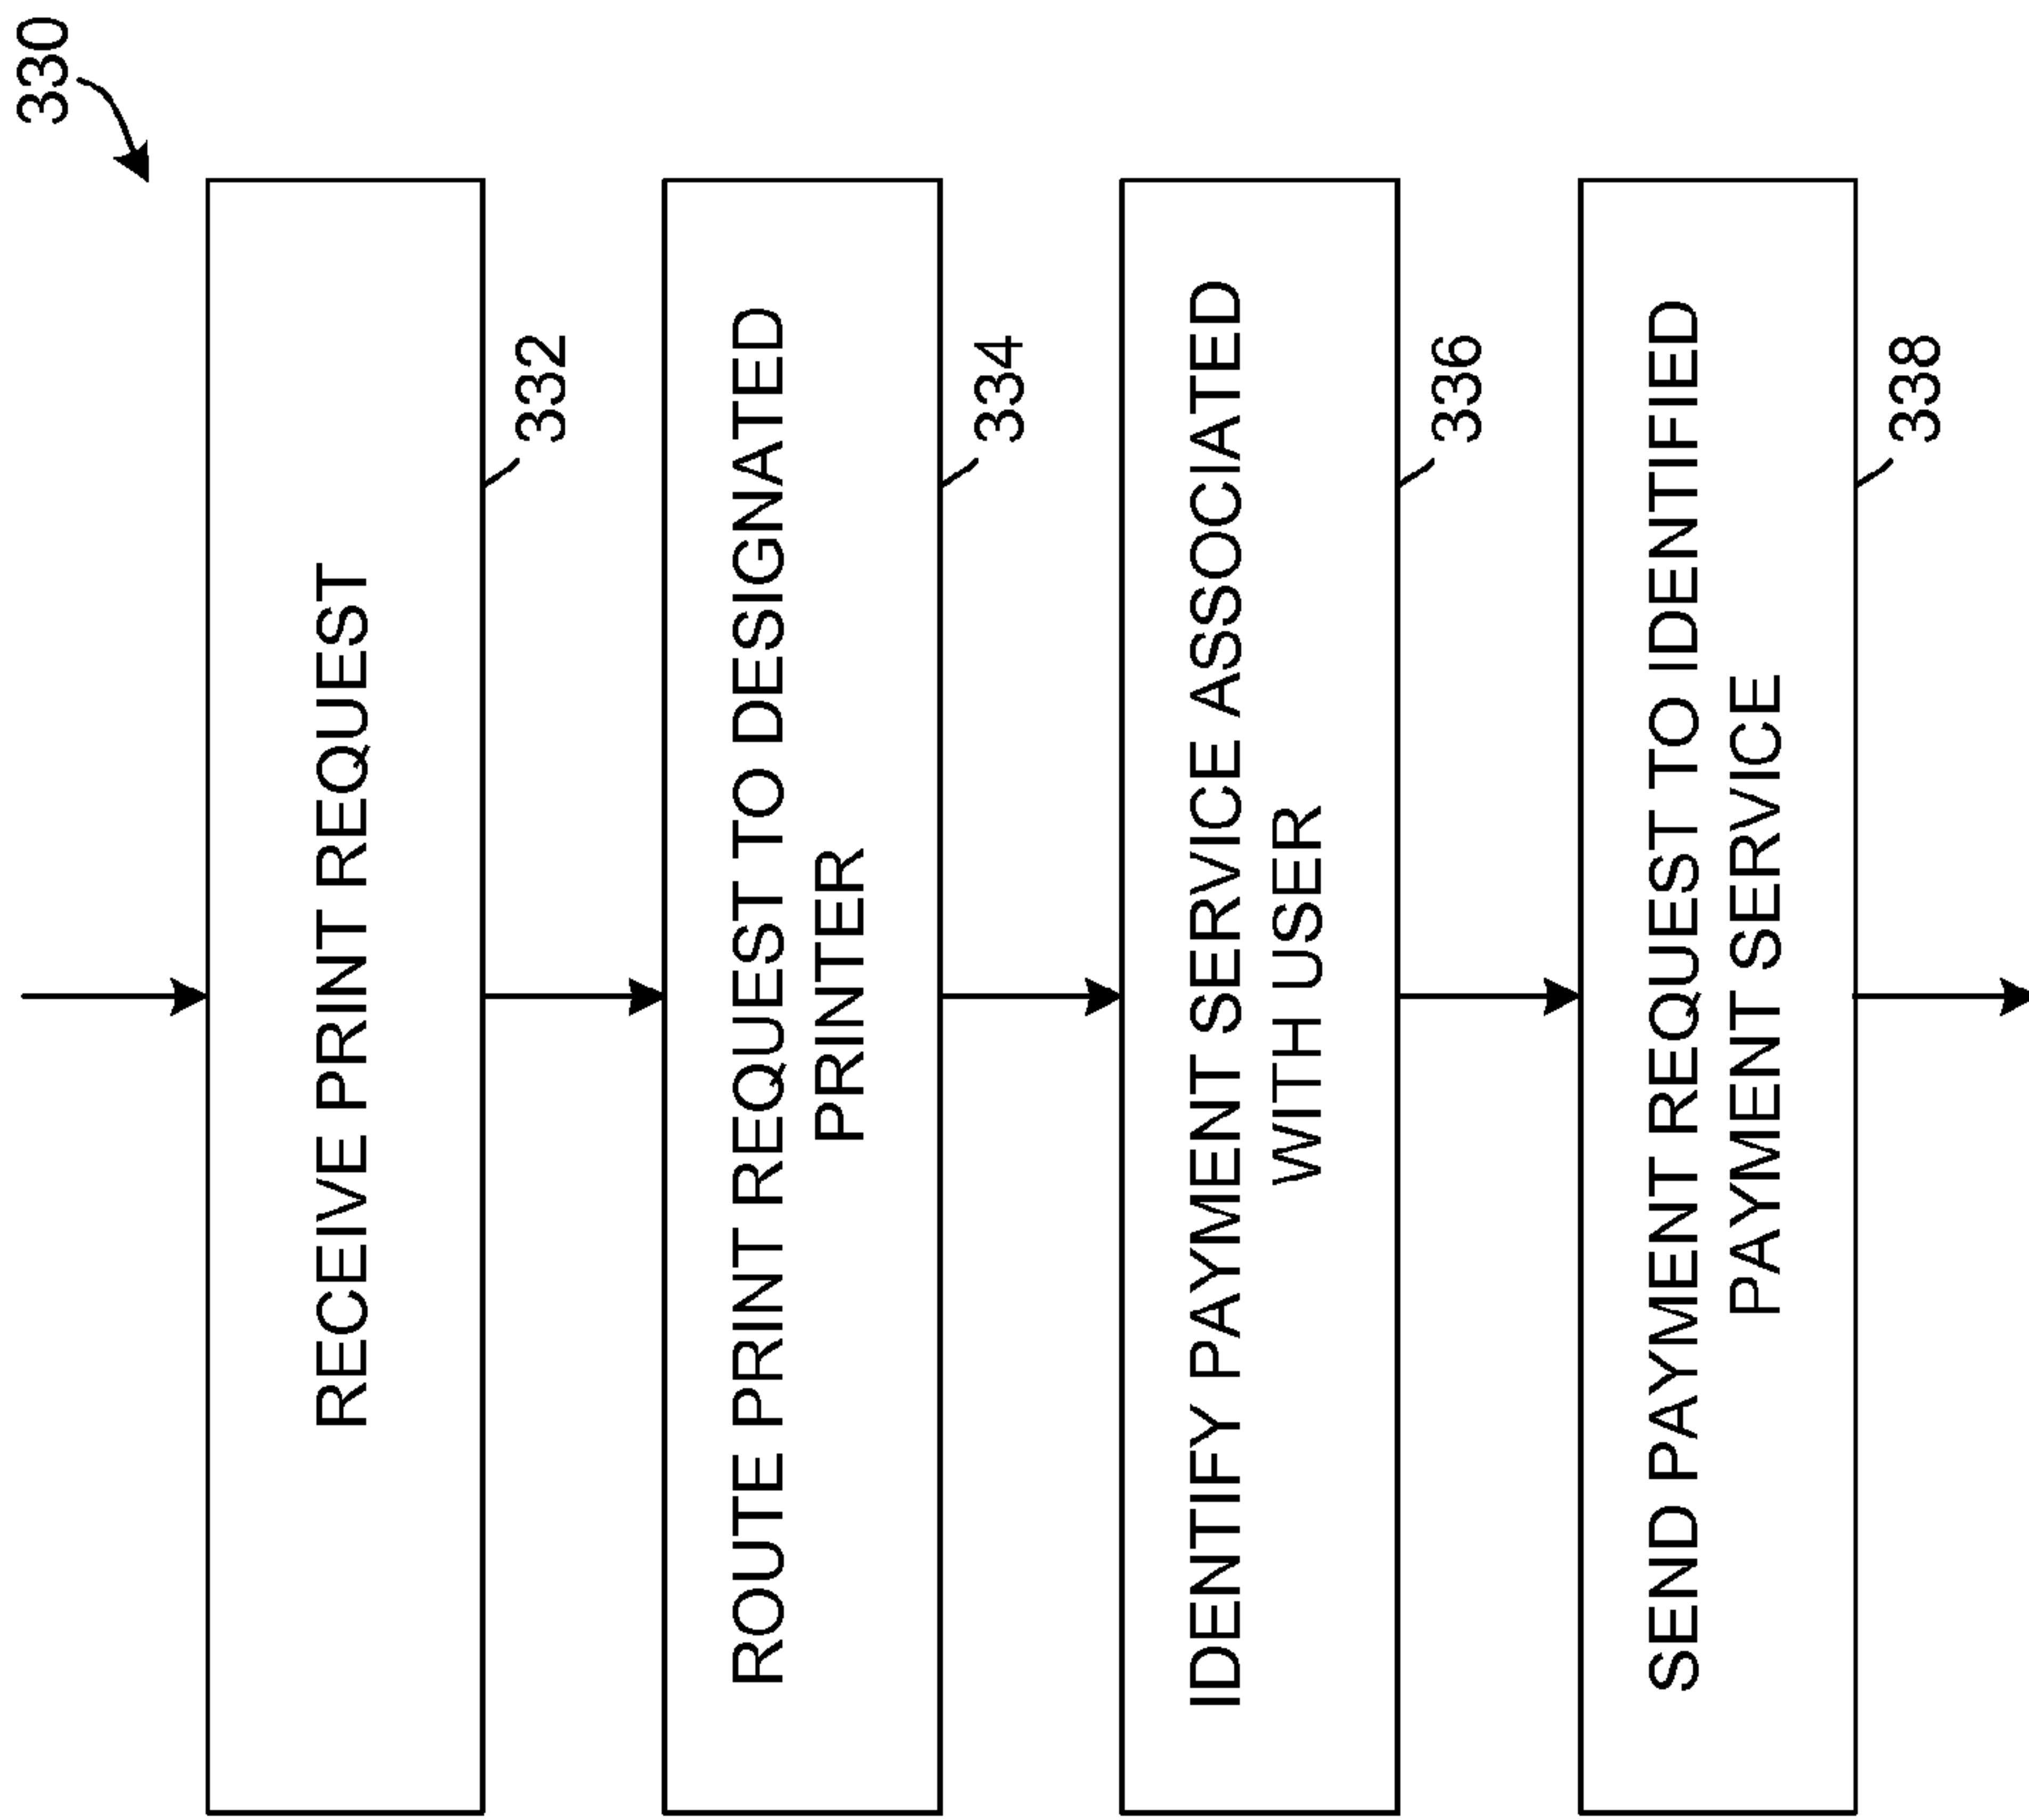 330
RECEIVE PRINT REQUEST
332
ROUTE PRINT REQUEST TO DESIGNATED
PRINTER
334
IDENTIFY PAYMENT SERVICE ASSOCIATED
WITH USER
336
SEND PAYMENT REQUEST TO IDENTIFIED
PAYMENT SERVICE
338